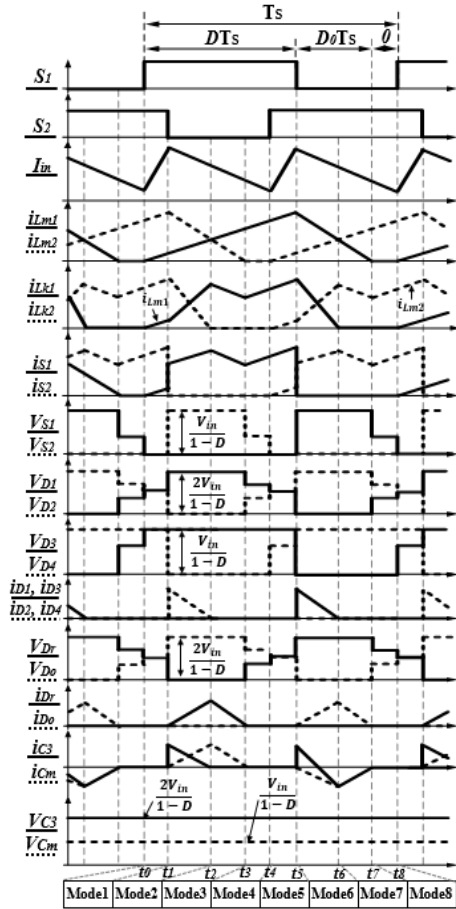 Ts
DTs
D0Ts
0
S1
S2
Iin
iLm1
iLm2
iLk1
iLk2
iLm1
iLm2
iS1
iS2
VS1
VS2
Vin
1 − D
VD1
VD2
2Vin
1 − D
VD3
VD4
Vin
1 − D
iD1, iD3
iD2, iD4
VDr
VDo
2Vin
1 − D
iDr
iDo
iC3
iCm
2Vin
1 − D
Vin
1 − D
VC3
VCm
t0 t1 t2 t3 t4 t5 t6 t7 t8
Mode1 Mode2 Mode3 Mode4 Mode5 Mode6 Mode7 Mode8